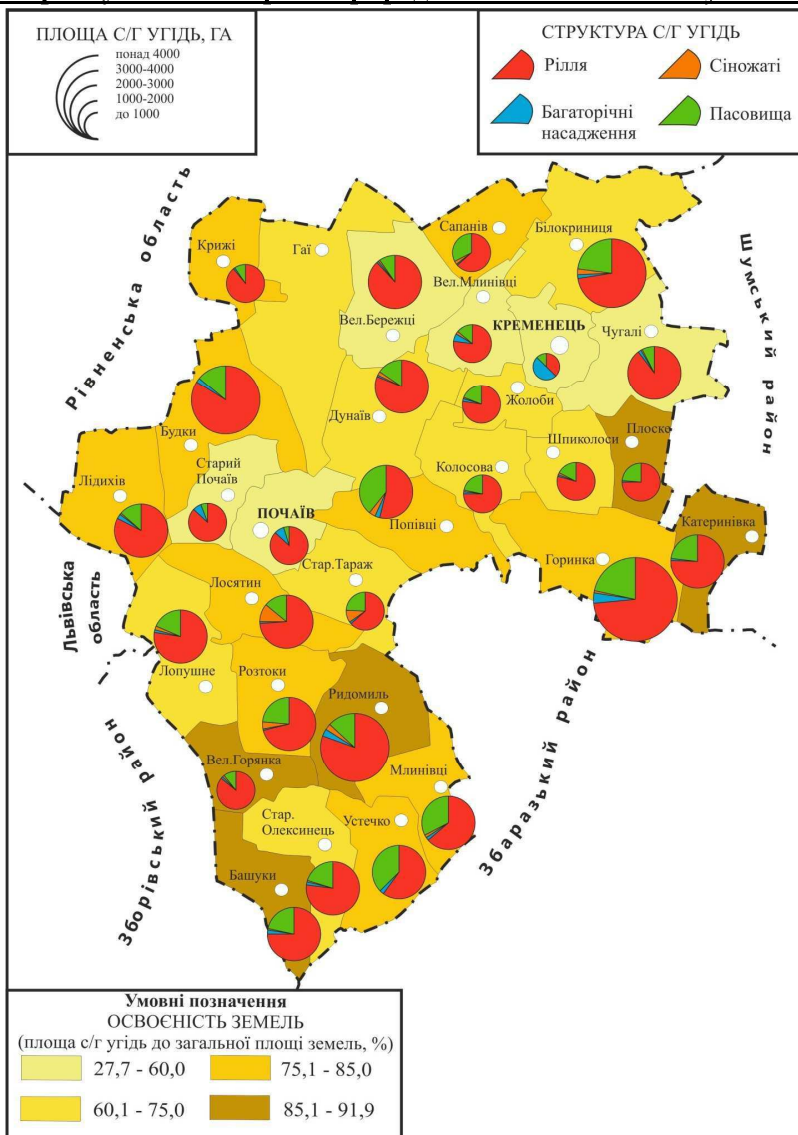 ПЛОЩА С/Г УГІДЬ, ГА
понад 4000
3000-4000
2000-3000
1000-2000
до 1000
СТРУКТУРА С/Г УГІДЬ
Рілля
Сіножаті
Багаторічні
насадження
Пасовища
Рівненська область
Шумський район
Львівська
область
Зборівський район
Збаразький район
Крижі
Гаї
Сапанів
Білокриниця
Вел.Млинівці
Вел.Бережці
КРЕМЕНЕЦЬ
Чугалі
Жолоби
Дунаїв
Будки
Плоске
Шпиколоси
Старий
Почаїв
Колосова
Лідихів
ПОЧАЇВ
Попівці
Катеринівка
Горинка
Стар.Тараж
Лосятин
Лопушне
Розтоки
Ридомиль
Вел.Горянка
Млинівці
Стар.
Олексинець
Устечко
Башуки
Умовні позначення
ОСВОЄНІСТЬ ЗЕМЕЛЬ
(площа с/г угідь до загальної площі земель, %)
27,7 - 60,0
75,1 - 85,0
60,1 - 75,0
85,1 - 91,9